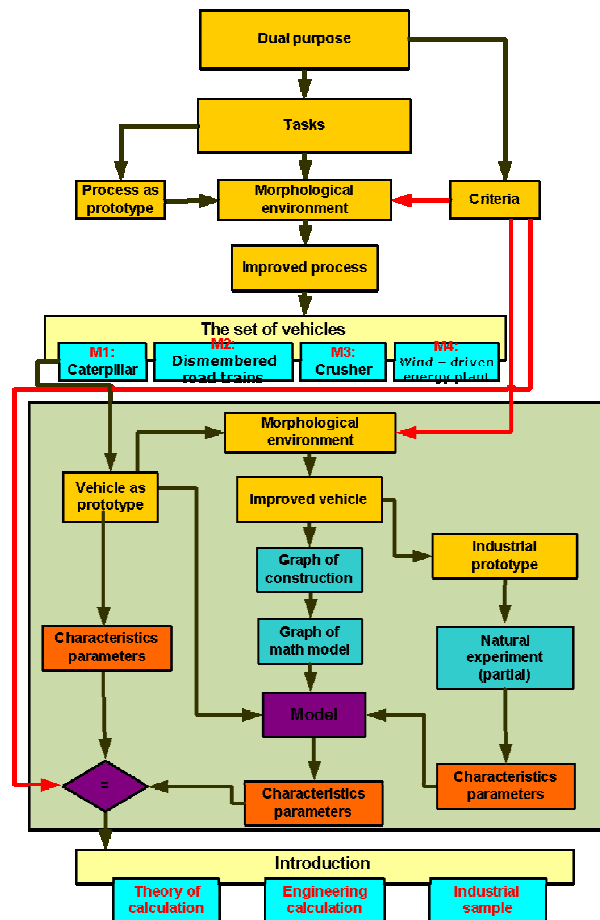 Dual purpose
Tasks
Process as
prototype
Morphological
environment
Criteria
Improved process
The set of vehicles
M1:
Caterpillar
M2:
Dismembered
road trains
M3:
Crusher
M4:
Wind – driven
energy plant
Morphological
environment
Vehicle as
prototype
Improved vehicle
Graph of
construction
Industrial
prototype
Characteristics
parameters
Graph of
math model
Natural
experiment
(partial)
Model
=
Characteristics
parameters
Characteristics
parameters
Introduction
Theory of
calculation
Engineering
calculation
Industrial
sample